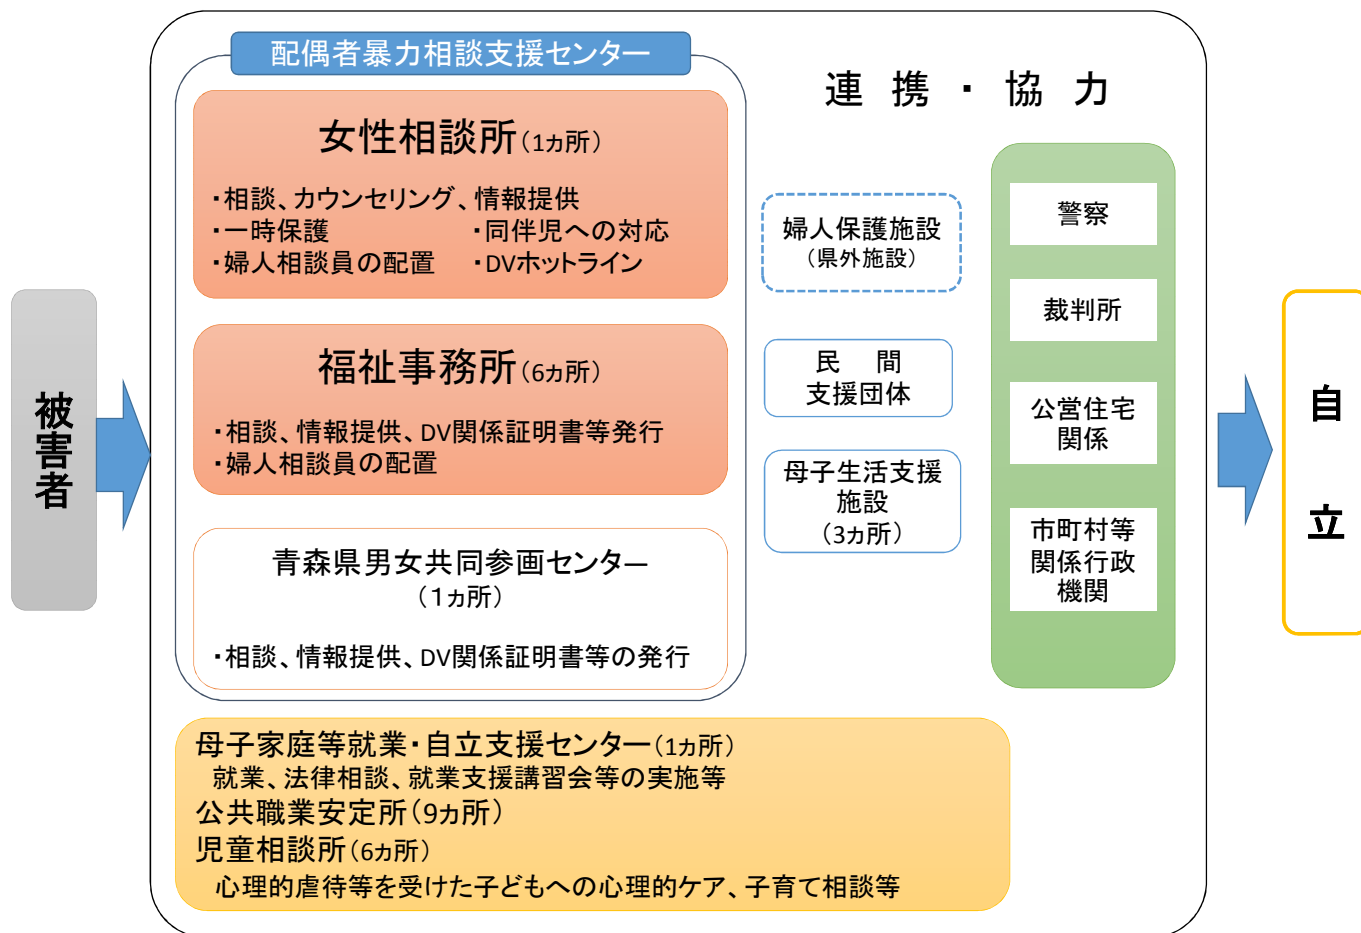 被害者
配偶者暴力相談支援センター
女性相談所(1ヵ所)
・相談、カウンセリング、情報提供
・一時保護 ・同伴児への対応
・婦人相談員の配置 ・DVホットライン
福祉事務所(6ヵ所)
・相談、情報提供、DV関係証明書等発行
・婦人相談員の配置
青森県男女共同参画センター
(1ヵ所)
・相談、情報提供、DV関係証明書等の発行
連携・協力
婦人保護施設
(県外施設)
民間
支援団体
母子生活支援
施設
(3ヵ所)
警察
裁判所
公営住宅
関係
市町村等
関係行政
機関
母子家庭等就業・自立支援センター(1ヵ所)
就業、法律相談、就業支援講習会等の実施等
公共職業安定所(9ヵ所)
児童相談所(6ヵ所)
心理的虐待等を受けた子どもへの心理的ケア、子育て相談等
自立